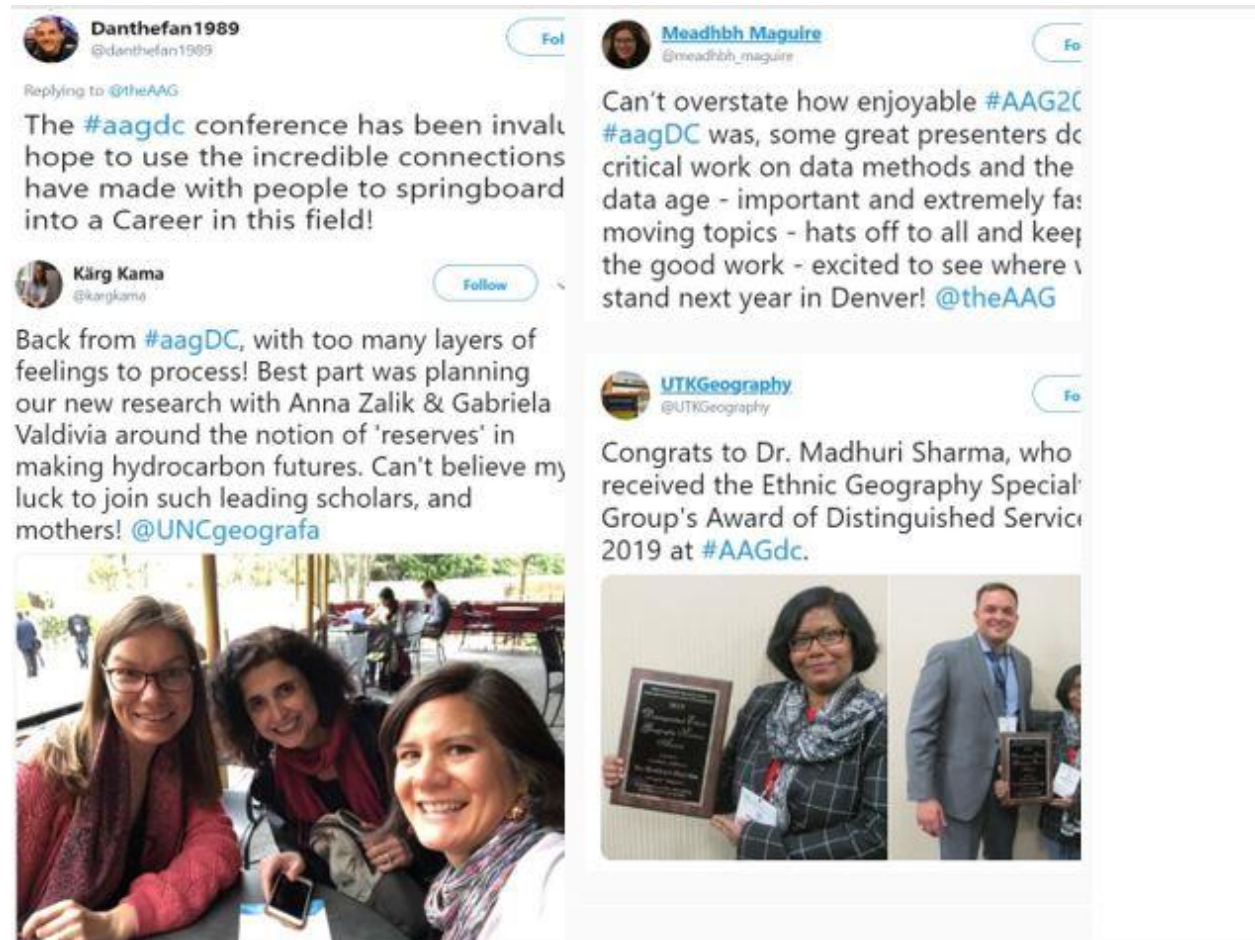 Danthefan1989
@danthefan1989
Fol
Replying to @theAAG
The #aagdc conference has been invalu
hope to use the incredible connections
have made with people to springboard
into a Career in this field!
Kärg Kama
@kargkama
Follow
Back from #aagDC, with too many layers of
feelings to process! Best part was planning
our new research with Anna Zalik & Gabriela
Valdivia around the notion of 'reserves' in
making hydrocarbon futures. Can't believe my
luck to join such leading scholars, and
mothers! @UNCgeografa
Meadhbh Maguire
@meadhbh_maguire
Fo
Can't overstate how enjoyable #AAG20
#aagDC was, some great presenters do
critical work on data methods and the
data age - important and extremely fas
moving topics - hats off to all and keep
the good work - excited to see where w
stand next year in Denver! @theAAG
UTKGeography
@UTKGeography
Fo
Congrats to Dr. Madhuri Sharma, who
received the Ethnic Geography Special
Group's Award of Distinguished Service
2019 at #AAGdc.
2019